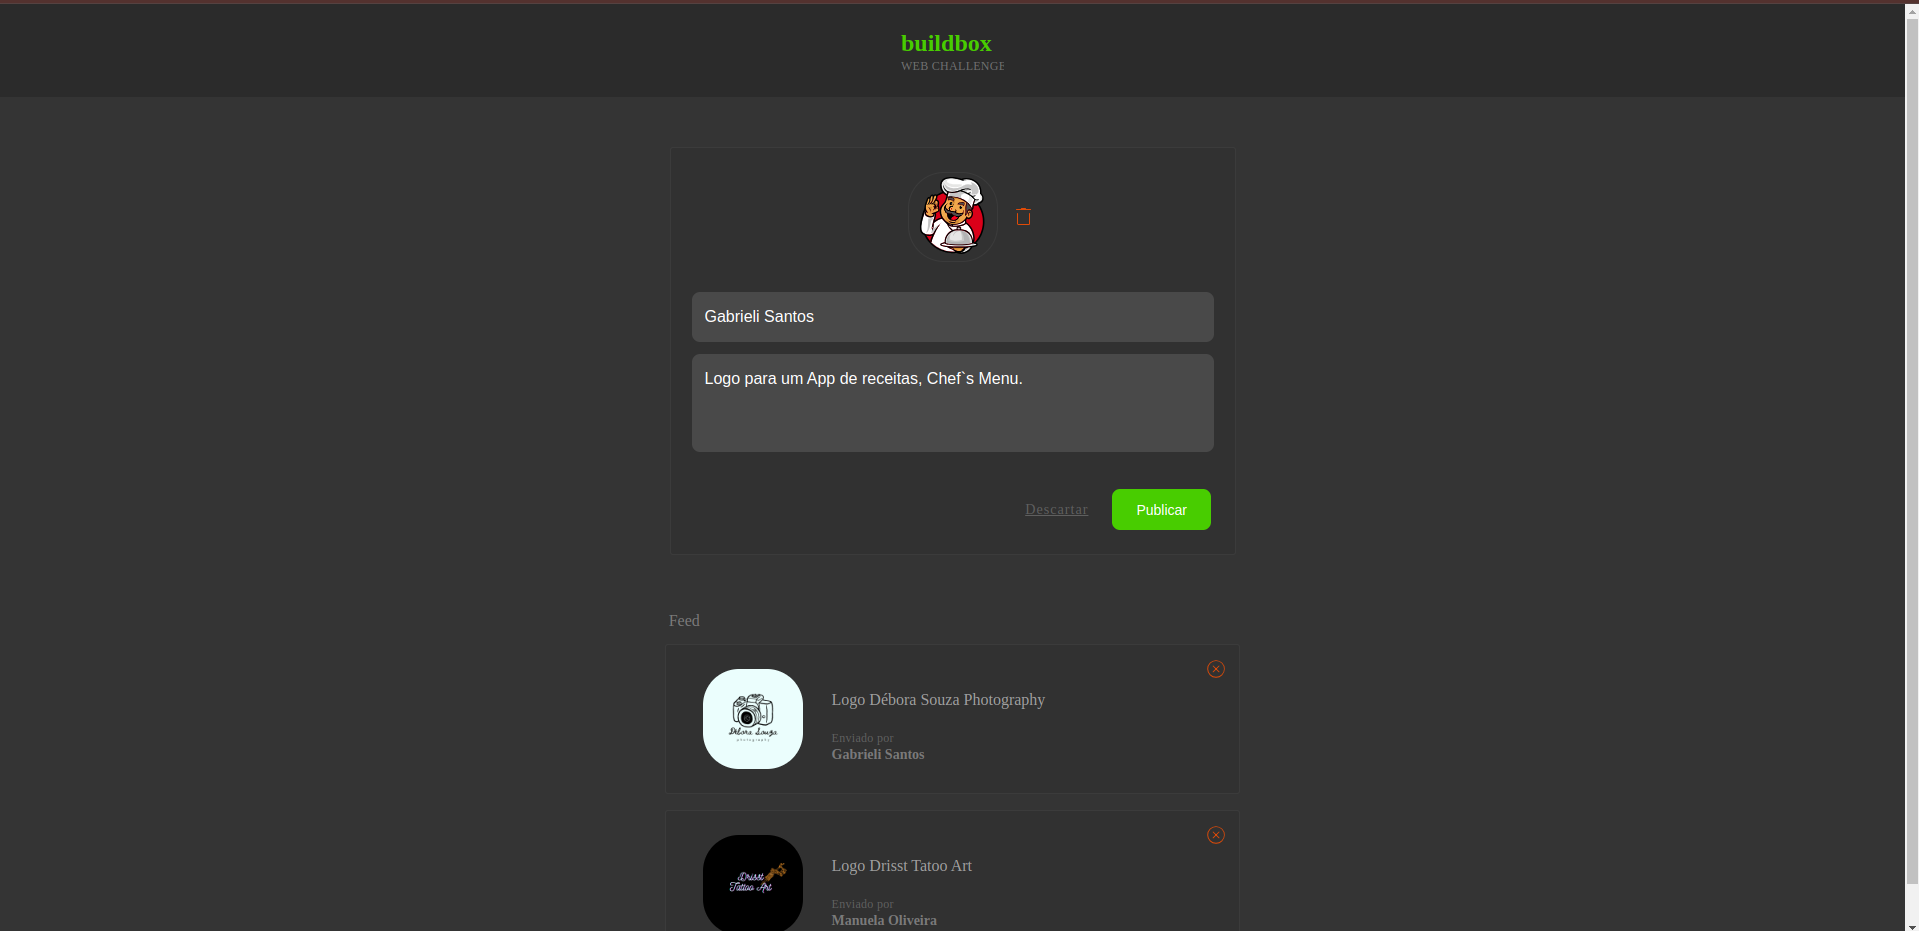 buildbox
WEB CHALLENGE
Gabrieli Santos
Logo para um App de receitas, Chef`s Menu.
Descartar
Publicar
Feed
Débora Souza
photography
Logo Débora Souza Photography
Enviado por
Gabrieli Santos
Drisst
Tattoo Art
Logo Drisst Tatoo Art
Enviado por
Manuela Oliveira